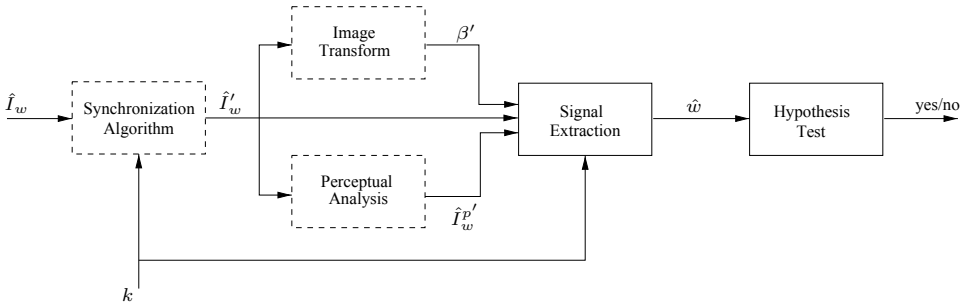 Image
Transform
β′
Î_w
Synchronization
Algorithm
Î′_w
Signal
Extraction
ŵ
Hypothesis
Test
yes/no
Perceptual
Analysis
Î_w^{p′}
k